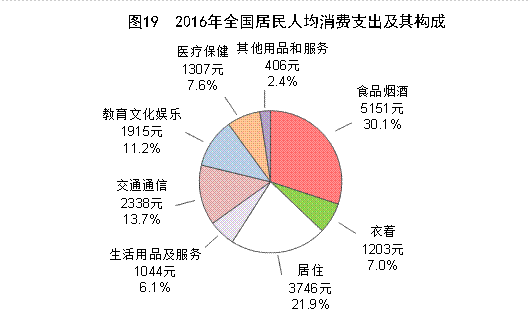 图19 2016年全国居民人均消费支出及其构成
其他用品和服务
406元
2.4%
医疗保健
1307元
7.6%
食品烟酒
5151元
30.1%
教育文化娱乐
1915元
11.2%
交通通信
2338元
13.7%
衣着
1203元
7.0%
生活用品及服务
1044元
6.1%
居住
3746元
21.9%